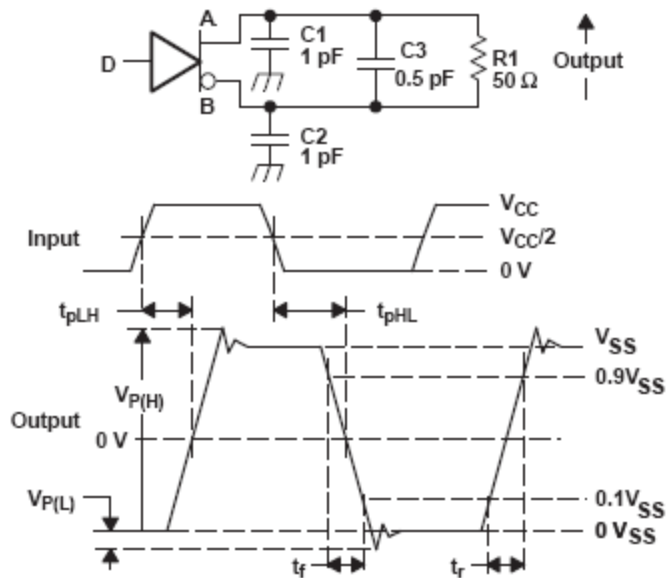 A
D
B
C1
1 pF
C2
1 pF
C3
0.5 pF
R1
50 Ω
Output
Input
VCC
VCC/2
0 V
tpLH
tpHL
VP(H)
Output
0 V
VP(L)
VSS
0.9VSS
0.1VSS
0 VSS
tf
tr